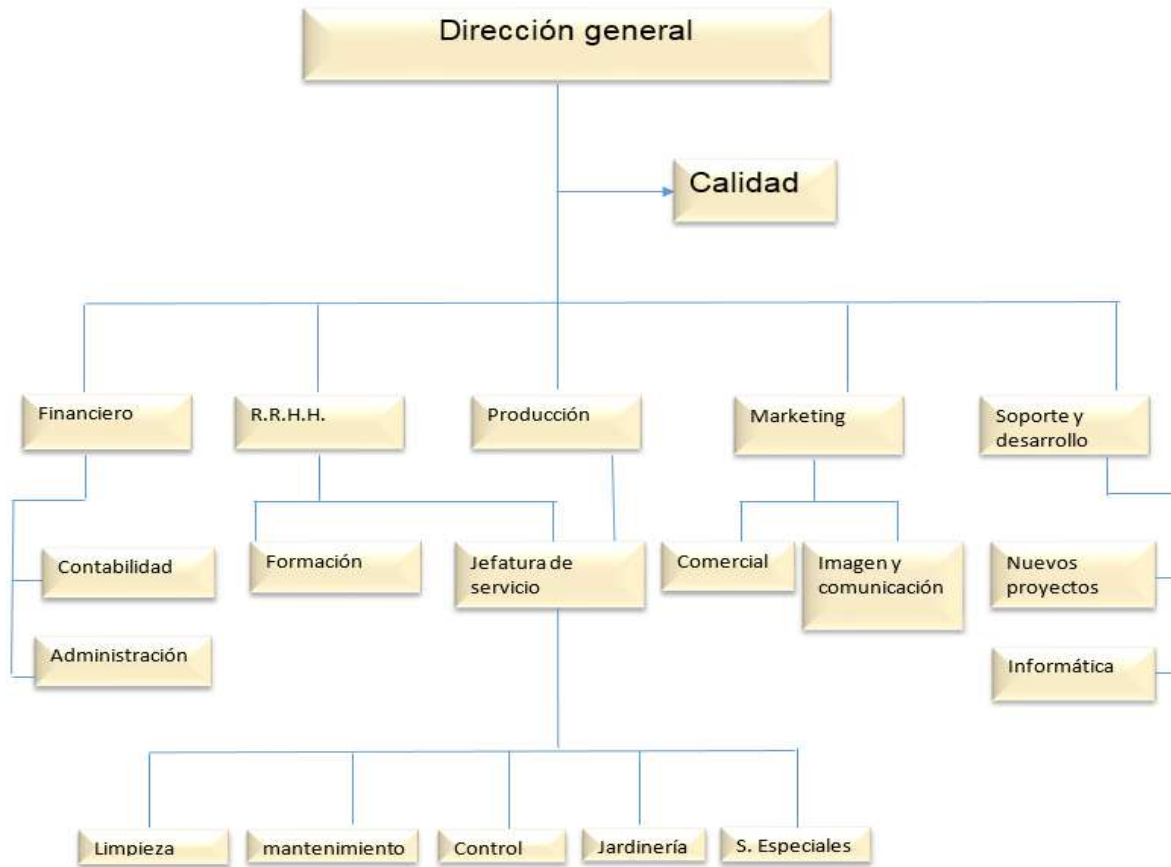 Dirección general
Calidad
Financiero
R.R.H.H.
Producción
Marketing
Soporte y
desarrollo
Contabilidad
Administración
Formación
Jefatura de
servicio
Comercial
Imagen y
comunicación
Nuevos
proyectos
Informática
Limpieza
mantenimiento
Control
Jardinería
S. Especiales